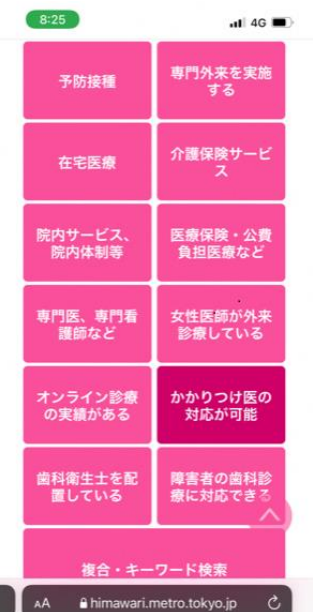 8:25
4G
予防接種
専門外来を実施
する
在宅医療
介護保険サービ
ス
院内サービス、
院内体制等
医療保険・公費
負担医療など
専門医、専門看
護師など
女性医師が外来
診療している
オンライン診療
の実績がある
かかりつけ医の
対応が可能
歯科衛生士を配
置している
障害者の歯科診
療に対応できる
複合・キーワード検索
AA
himawari.metro.tokyo.jp